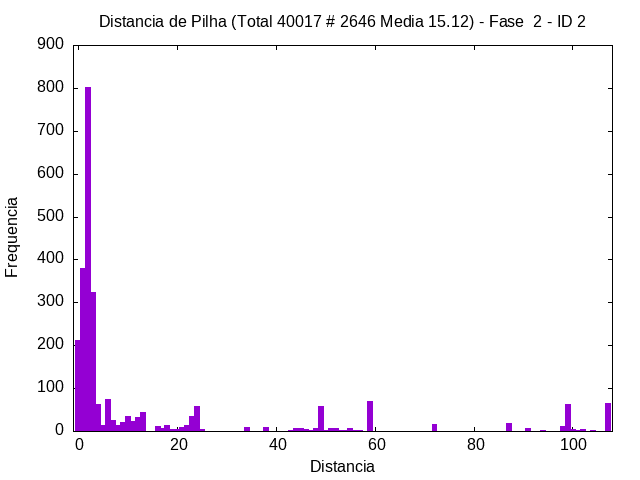 Distancia de Pilha (Total 40017 # 2646 Media 15.12) - Fase  2 - ID 2
900
800
700
600
500
400
300
200
100
0
Frequencia
0 20 40 60 80 100
Distancia